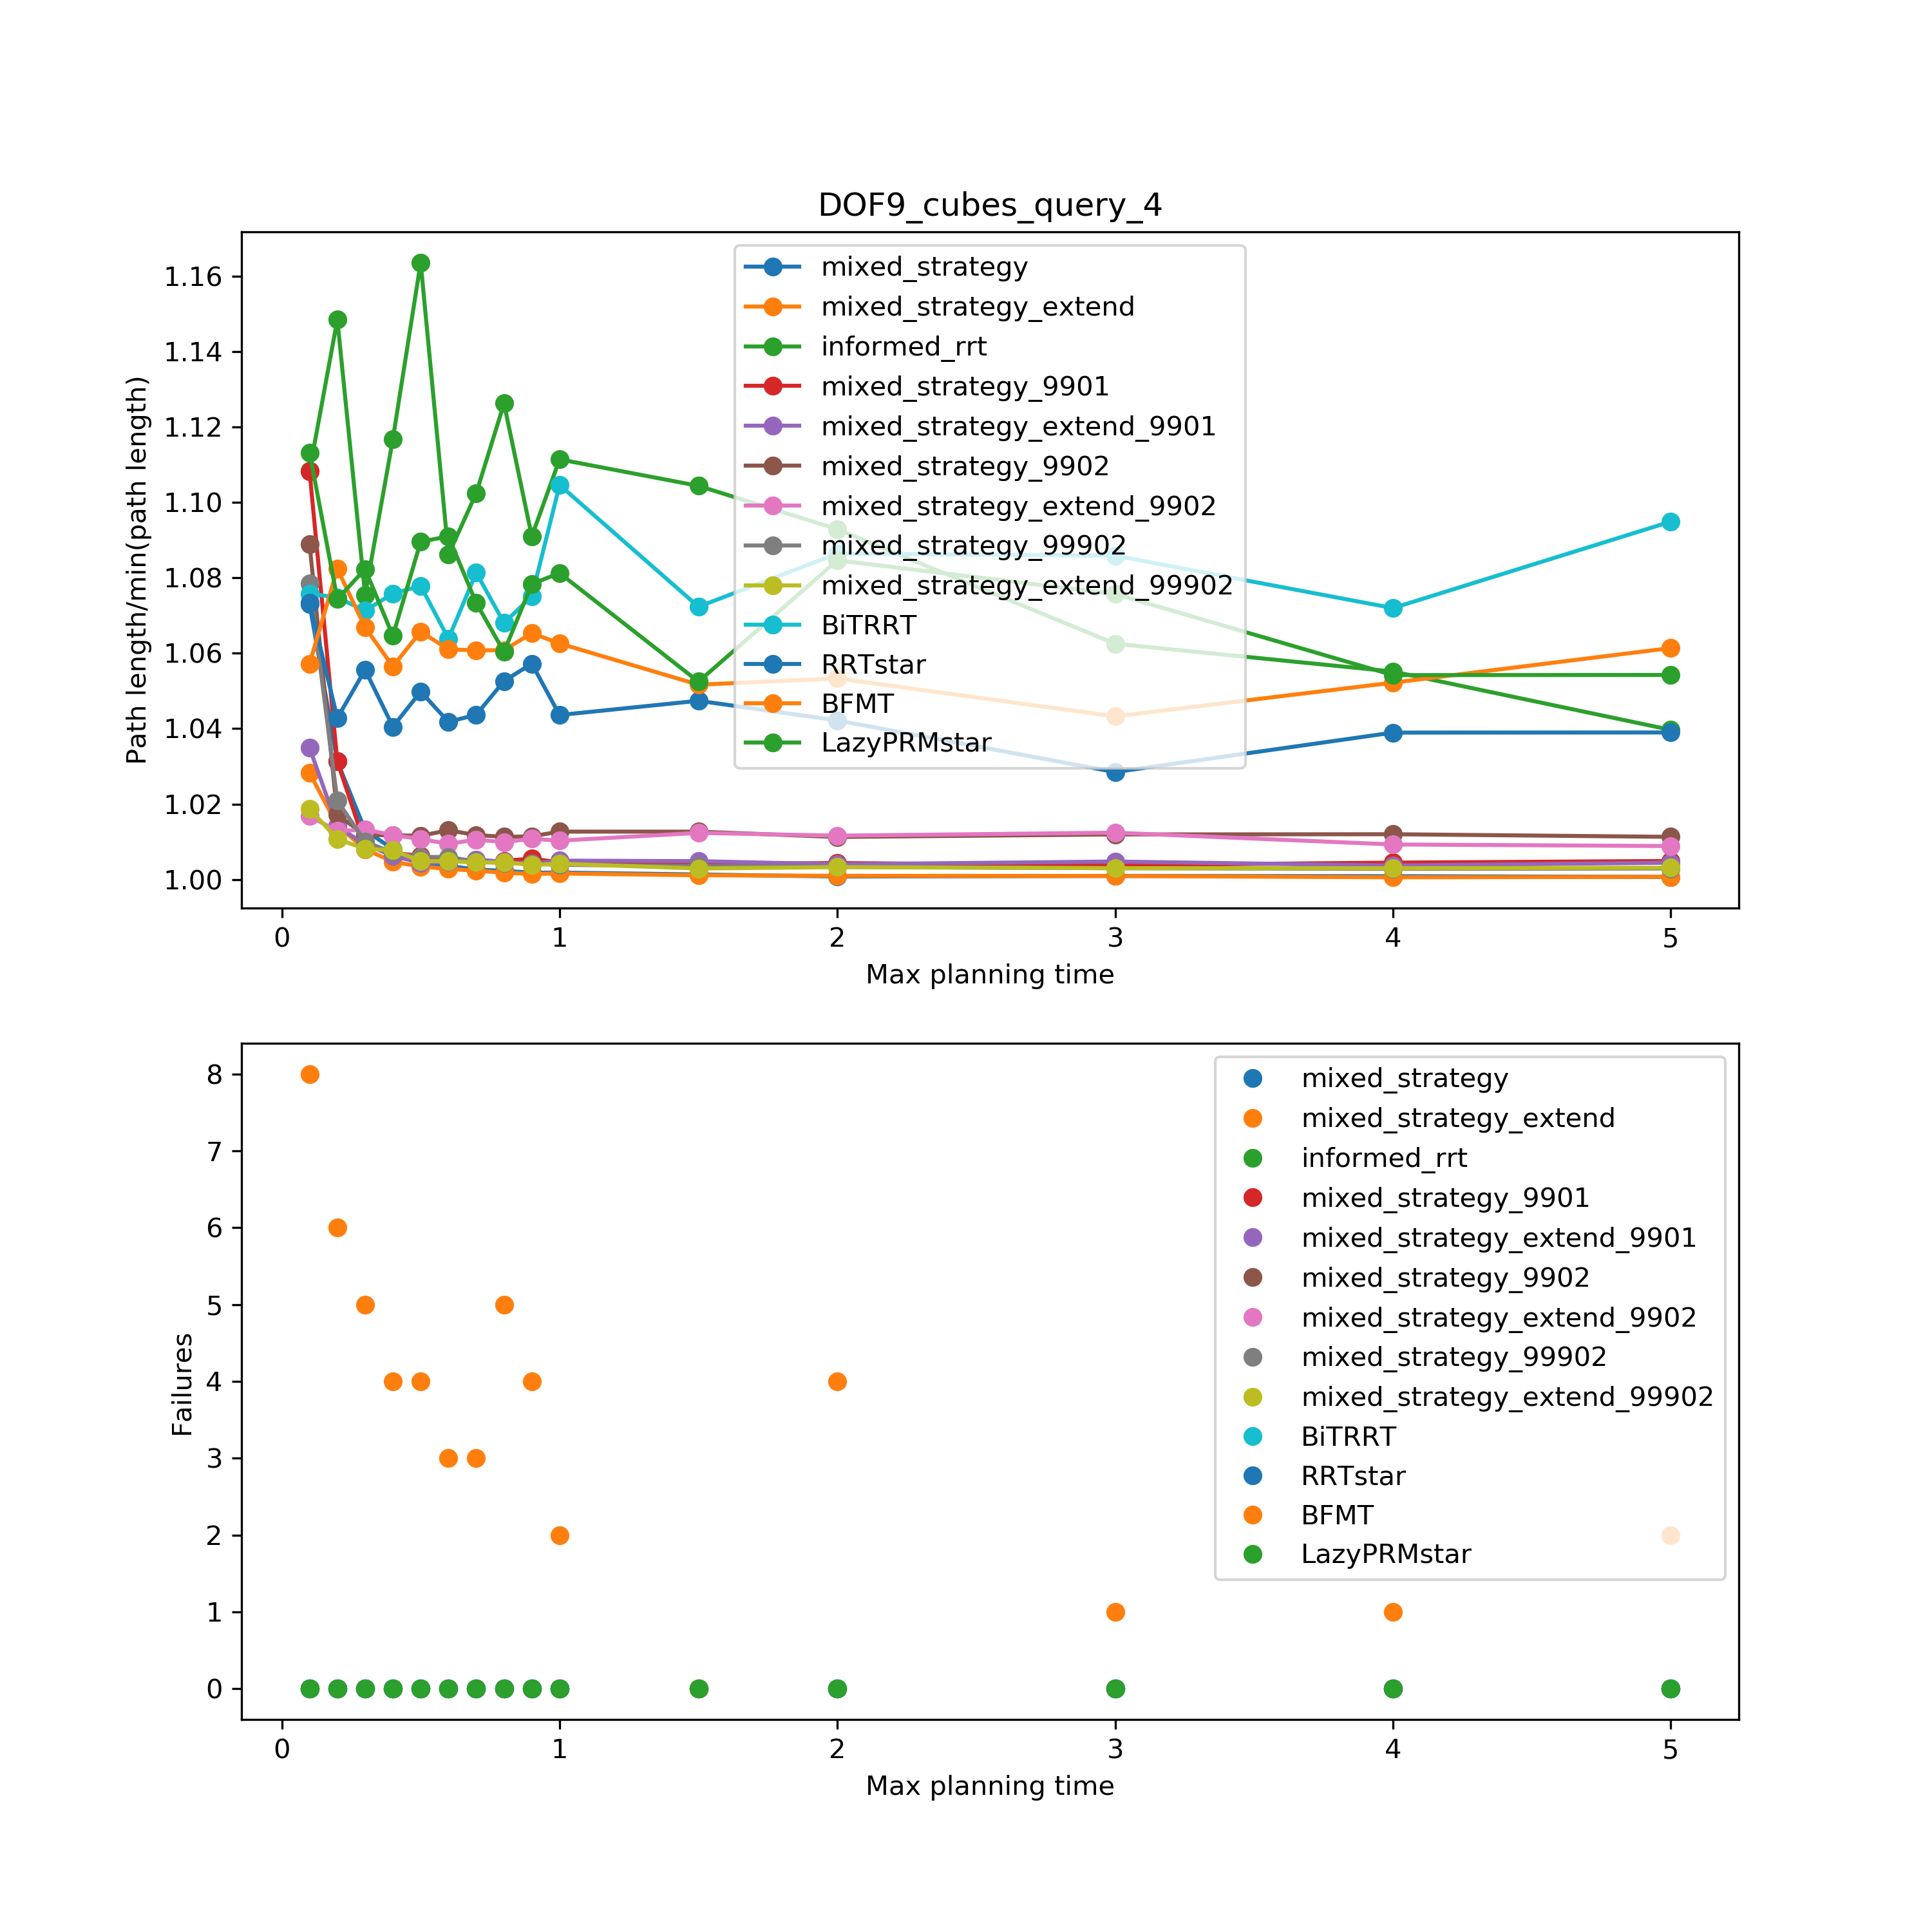 DOF9_cubes_query_4
Path length/min(path length)
1.16
1.14
1.12
1.10
1.08
1.06
1.04
1.02
1.00
mixed_strategy
mixed_strategy_extend
informed_rrt
mixed_strategy_9901
mixed_strategy_extend_9901
mixed_strategy_9902
mixed_strategy_extend_9902
mixed_strategy_99902
mixed_strategy_extend_99902
BiTRRT
RRTstar
BFMT
LazyPRMstar
0 1 2 3 4 5
Max planning time
Failures
8
7
6
5
4
3
2
1
0
mixed_strategy
mixed_strategy_extend
informed_rrt
mixed_strategy_9901
mixed_strategy_extend_9901
mixed_strategy_9902
mixed_strategy_extend_9902
mixed_strategy_99902
mixed_strategy_extend_99902
BiTRRT
RRTstar
BFMT
LazyPRMstar
0 1 2 3 4 5
Max planning time